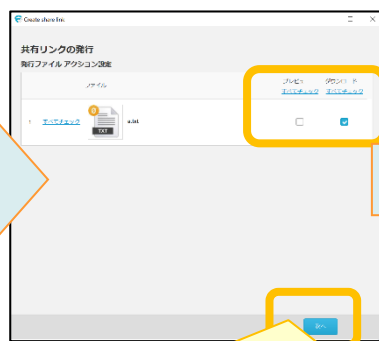 Create share link
共有リンクの発行
発行ファイル アクション設定
ファイル
プレビュー ダウンロード
すべてチェック すべてチェック
1 すべてチェック TXT a.txt
次へ